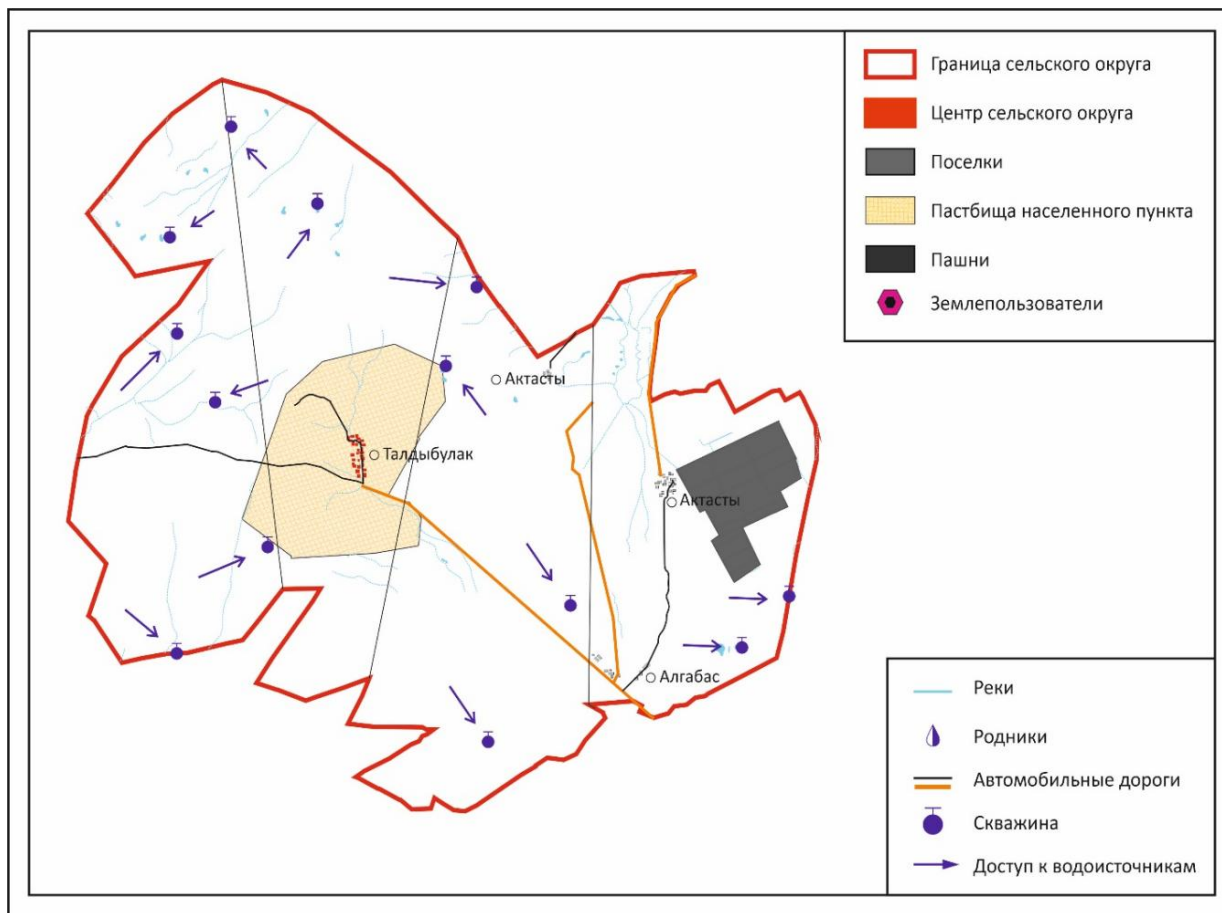 Граница сельского округа
Центр сельского округа
Поселки
Пастбища населенного пункта
Пашни
Землепользователи
Актасты
Талдыбулак
Актасты
Алгабас
Реки
Родники
Автомобильные дороги
Скважина
Доступ к водоисточникам